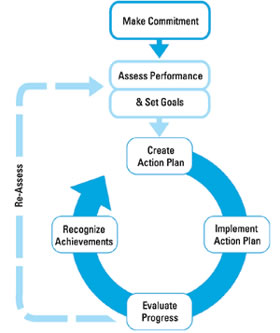 Make Commitment
Assess Performance
& Set Goals
Create
Action Plan
Implement
Action Plan
Evaluate
Progress
Recognize
Achievements
Re-Assess